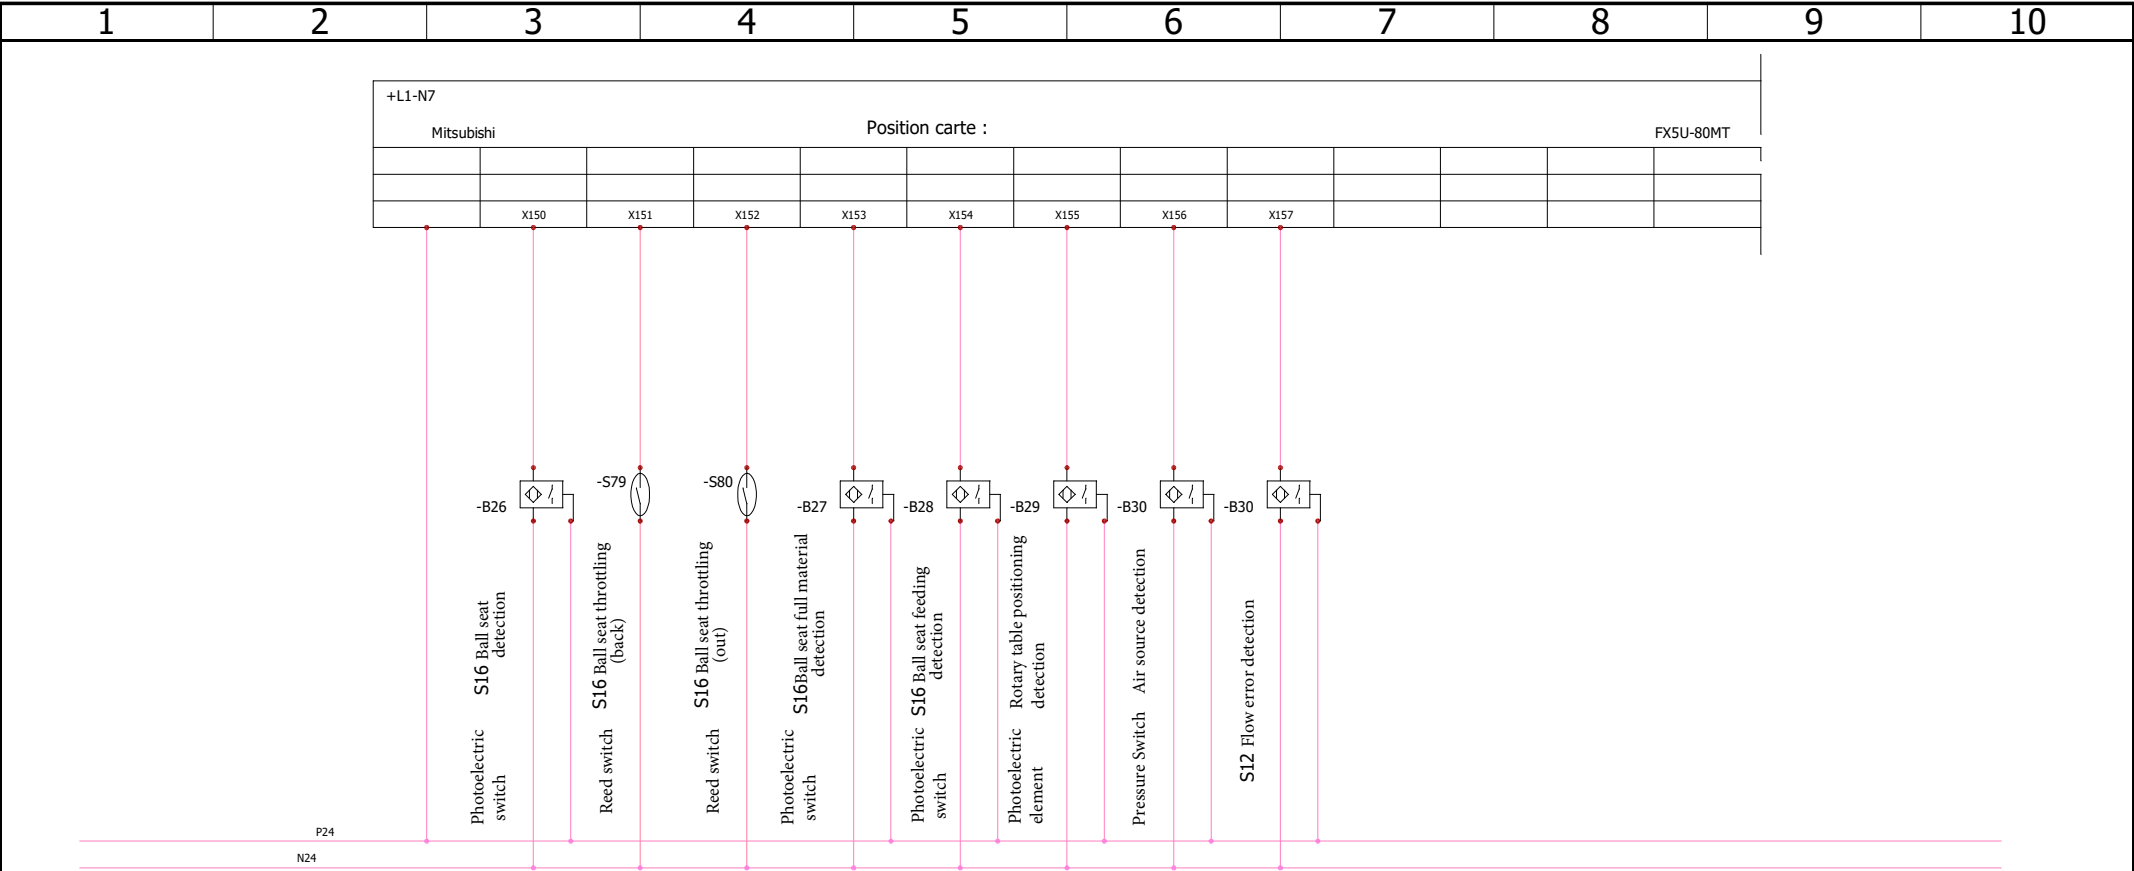 1 2 3 4 5 6 7 8 9 10
+L1-N7
Mitsubishi Position carte : FX5U-80MT
X150 X151 X152 X153 X154 X155 X156 X157
-B26 -S79 -S80 -B27 -B28 -B29 -B30 -B30
Photoelectric
switch
S16 Ball seat
detection
Reed switch
S16 Ball seat throttling
(back)
Reed switch
S16 Ball seat throttling
(out)
Photoelectric
switch
S16Ball seat full material
detection
Photoelectric
switch
S16 Ball seat feeding
detection
Photoelectric
element
Rotary table positioning
detection
Pressure Switch
Air source detection
S12 Flow error detection
P24
N24